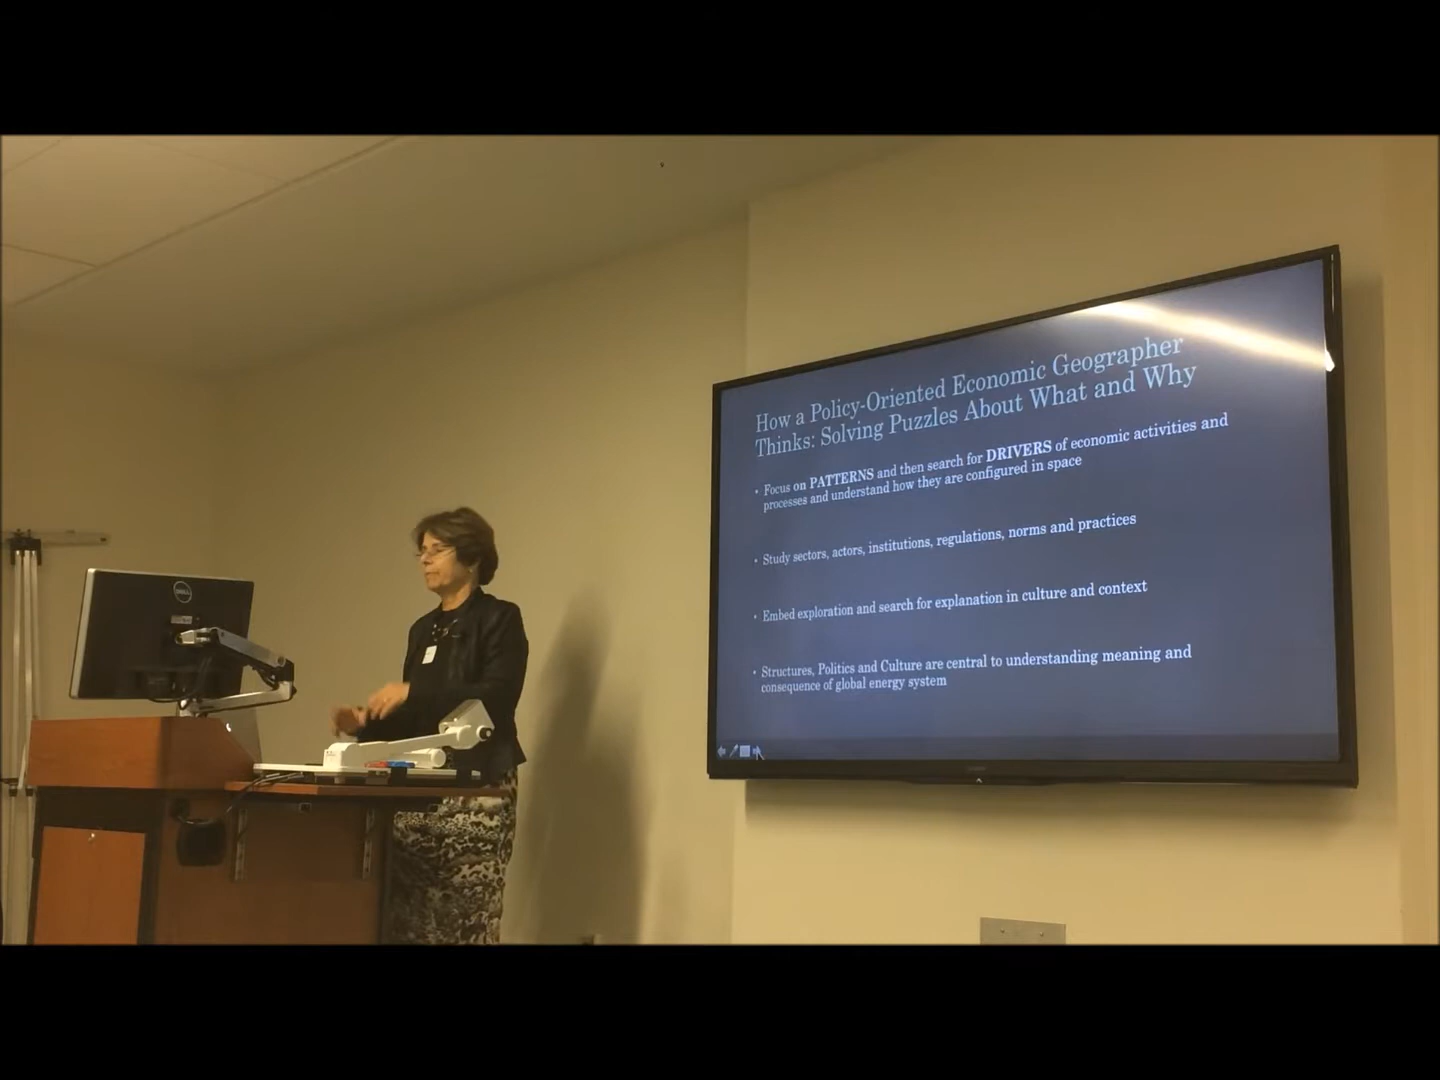 How a Policy-Oriented Economic Geographer
Thinks: Solving Puzzles About What and Why
• Focus on PATTERNS and then search for DRIVERS of economic activities and
processes and understand how they are configured in space
• Study sectors, actors, institutions, regulations, norms and practices
• Embed exploration and search for explanation in culture and context
• Structures, Politics and Culture are central to understanding meaning and
consequence of global energy system
DELL